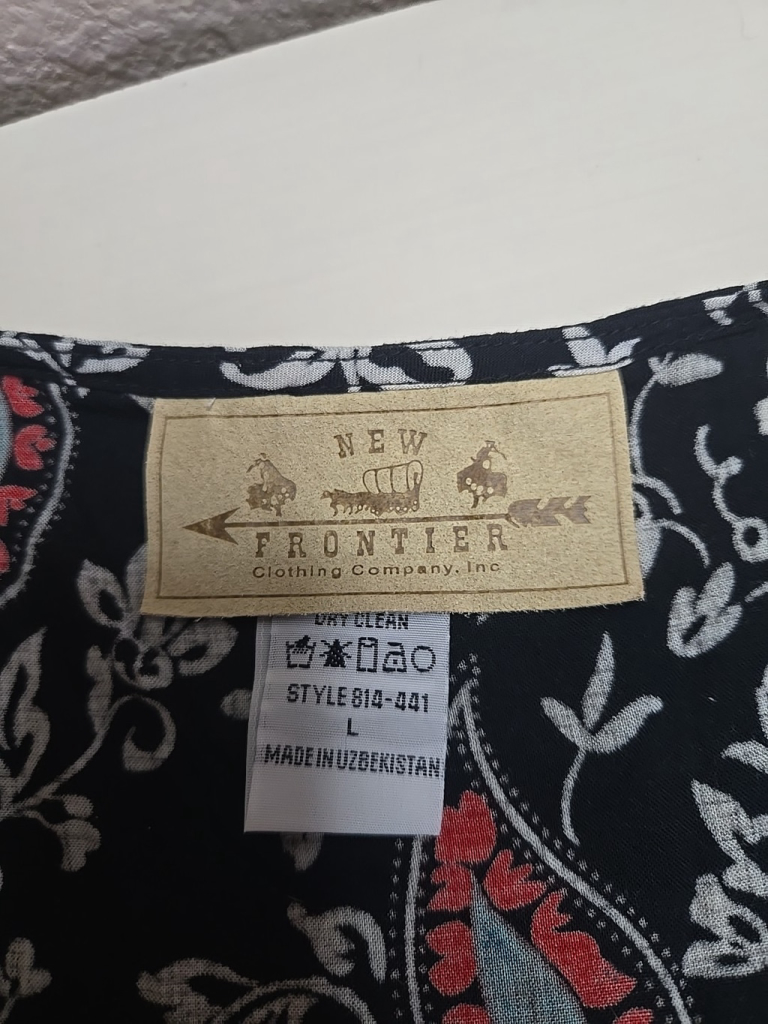 NEW
FRONTIER
Clothing Company, Inc
DRY CLEAN
STYLE 814-441
L
MADE IN UZBEKISTAN